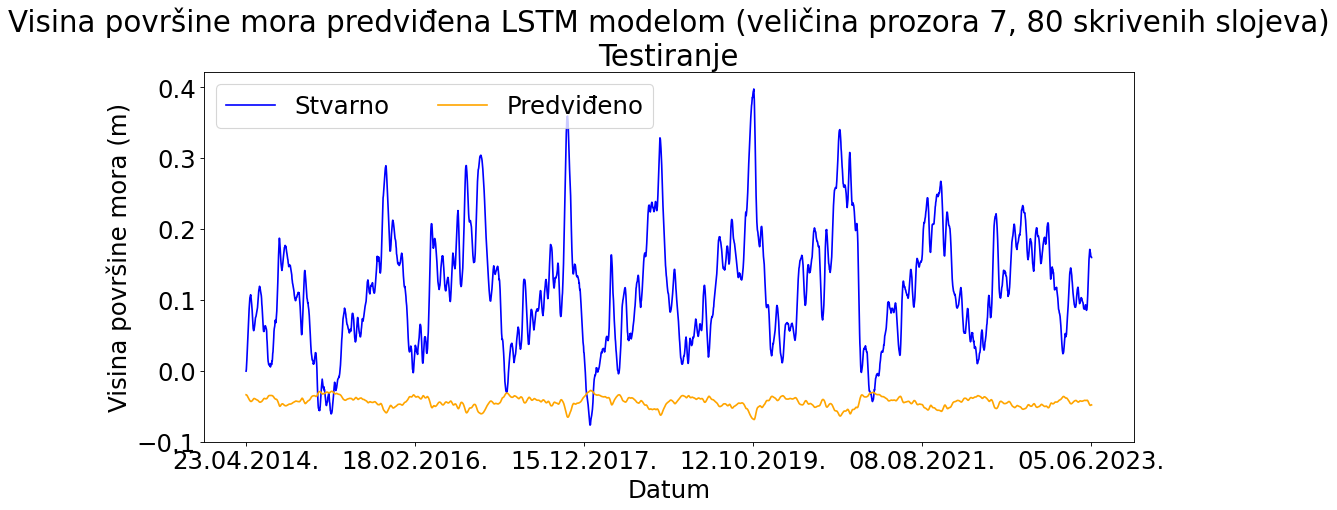 Visina površine mora predviđena LSTM modelom (veličina prozora 7, 80 skrivenih slojeva)
Testiranje
Stvarno Predviđeno
Visina površine mora (m)
0.4
0.3
0.2
0.1
0.0
−0.1
23.04.2014. 18.02.2016. 15.12.2017. 12.10.2019. 08.08.2021. 05.06.2023.
Datum